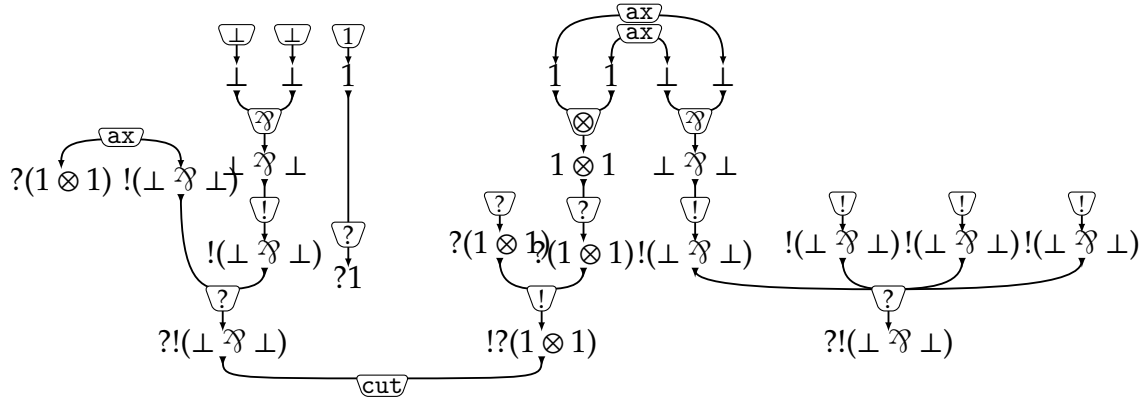 ax
ax
⊥ ⊥ 1
⊥ ⊥ 1 1 1 ⊥ ⊥
⅋ ⊗ ⅋
ax
?(1 ⊗ 1) !(⊥ ⅋ ⊥) ⊥ ⅋ ⊥ 1 ⊗ 1 ⊥ ⅋ ⊥
! ? ? ! ! ! !
?
!(⊥ ⅋ ⊥) ?(1 ⊗ 1) ?(1 ⊗ 1) !(⊥ ⅋ ⊥) !(⊥ ⅋ ⊥) !(⊥ ⅋ ⊥) !(⊥ ⅋ ⊥)
?1
? ! ?
?!(⊥ ⅋ ⊥) !?(1 ⊗ 1) ?!(⊥ ⅋ ⊥)
cut